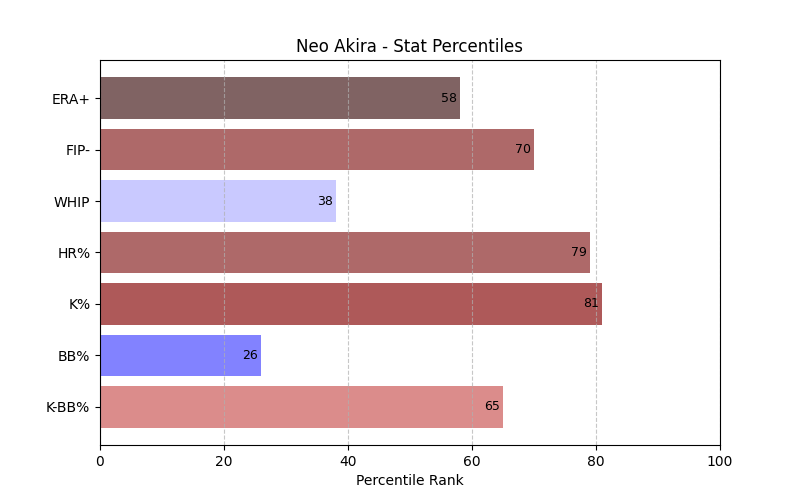 Neo Akira - Stat Percentiles
ERA+ 58
FIP- 70
WHIP 38
HR% 79
K% 81
BB% 26
K-BB% 65
0 20 40 60 80 100
Percentile Rank